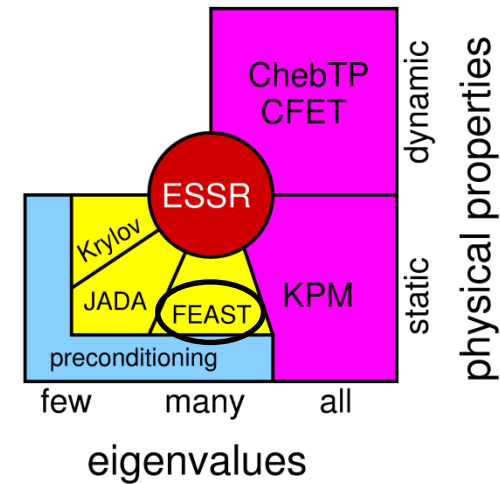 ChebTP
CFET
dynamic
physical properties
ESSR
Krylov
JADA
FEAST
KPM
static
preconditioning
few
many
all
eigenvalues